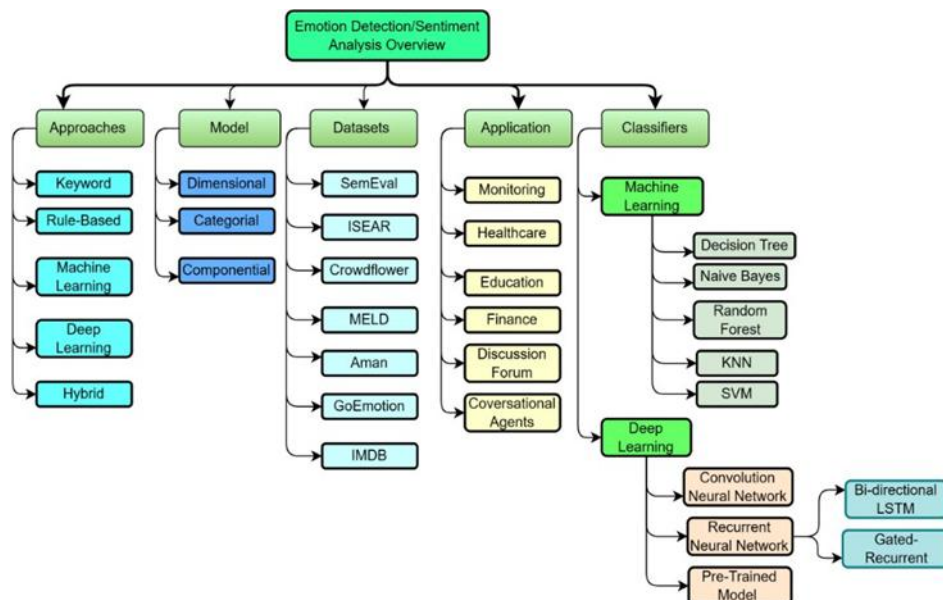 Emotion Detection/Sentiment
Analysis Overview
Approaches
Model
Datasets
Application
Classifiers
Keyword
Rule-Based
Machine
Learning
Deep
Learning
Hybrid
Dimensional
Categorial
Componential
SemEval
ISEAR
Crowdflower
MELD
Aman
GoEmotion
IMDB
Monitoring
Healthcare
Education
Finance
Discussion
Forum
Coversational
Agents
Machine
Learning
Decision Tree
Naive Bayes
Random
Forest
KNN
SVM
Deep
Learning
Convolution
Neural Network
Recurrent
Neural Network
Pre-Trained
Model
Bi-directional
LSTM
Gated-
Recurrent